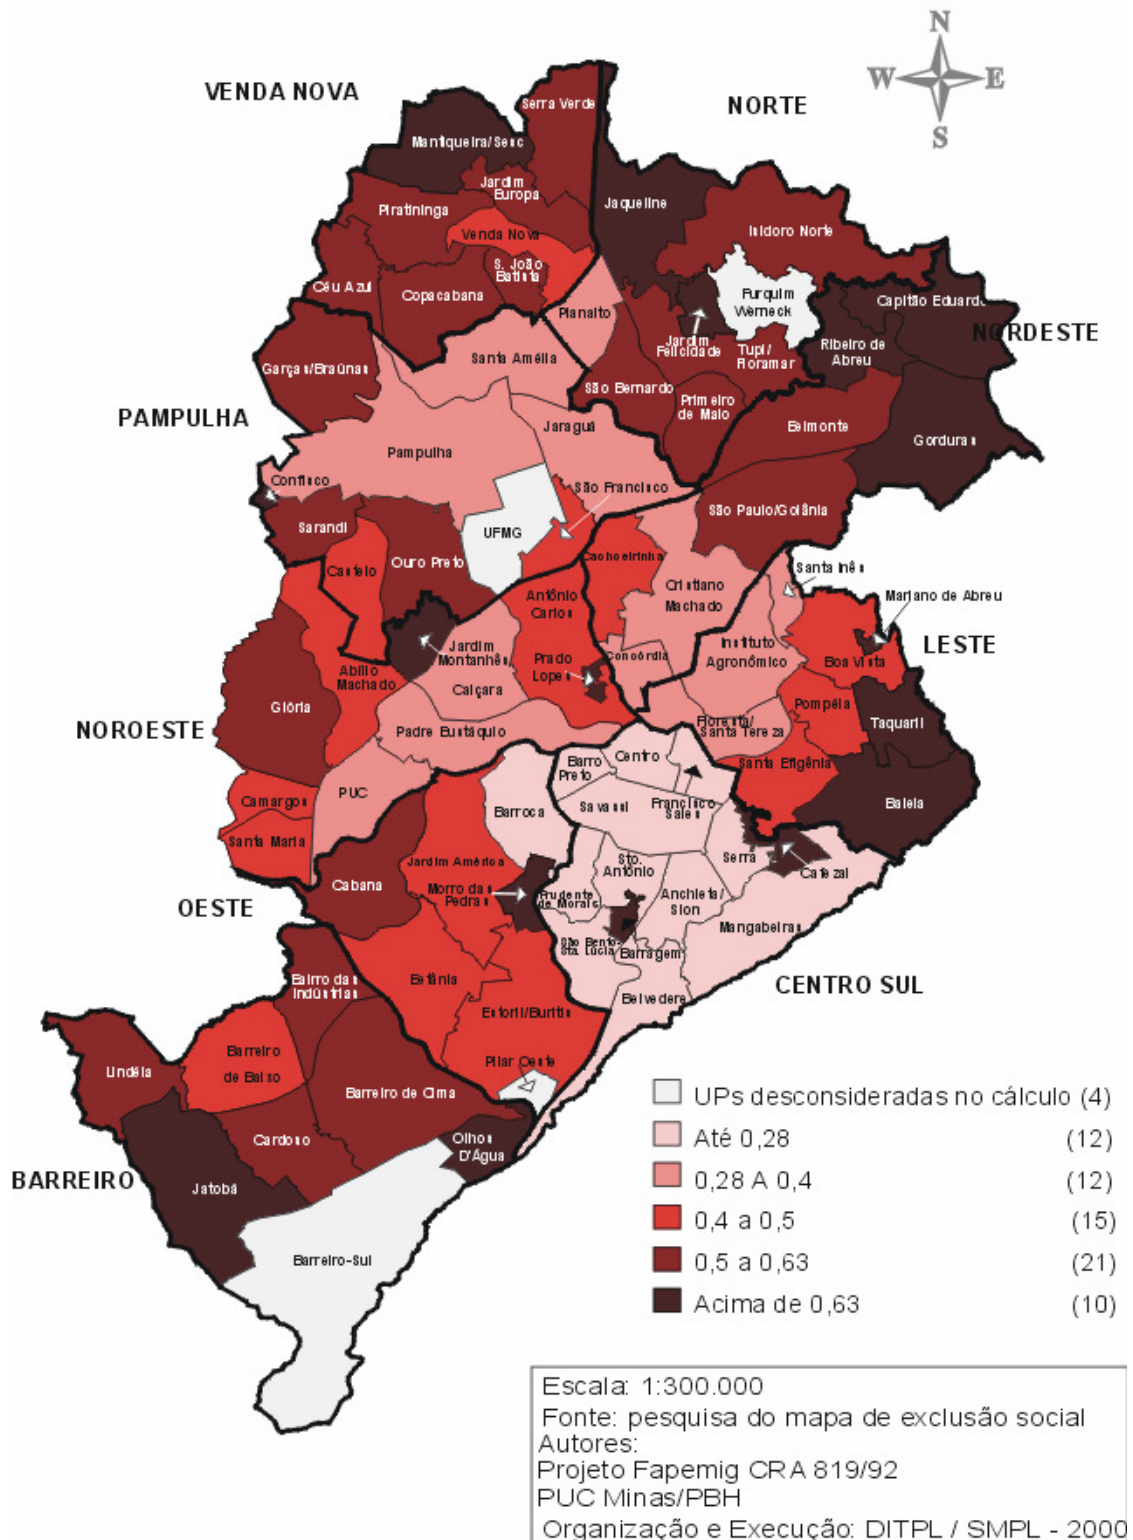 N
W E
S
VENDA NOVA
NORTE
Serra Verde
Mantiqueira/Sesc
Jardim
Europa
Jaqueline
Piratininga
Isidoro Norte
Venda Nova
S. João
Batista
Céu Azul
Copacabana
Furquim
Werneck
Capitão Eduardo
NORDESTE
Planalto
Jardim
Felicidade
Tupi/
Floramar
Ribeiro de
Abreu
Santa Amélia
Garças/Braúnas
São Bernardo
Primeiro
de Maio
PAMPULHA
Jaraguá
Belmonte
Gorduras
Pampulha
Confisco
São Francisco
São Paulo/Goiânia
Sarandi
UFMG
Ouro Preto
Castelo
Cachoeirinha
Santa Inês
Cristiano
Machado
Antônio
Carlos
Mariano de Abreu
LESTE
Jardim
Montanhês
Instituto
Agronômico
Concórdia
Prado
Lopes
Boa Vista
Abílio
Machado
Caiçara
Glória
Pompéia
Taquaril
NOROESTE
Padre Eustáquio
Floresta/
Santa Tereza
Centro
Barro
Preto
Santa Efigênia
PUC
Camargos
Savassi
Francisco
Sales
Baleia
Barroca
Santa Maria
Serra
Jardim América
Sto.
Antônio
Cafezal
Cabana
Morro das
Pedras
Prudente
de Morais
Anchieta/
Sion
OESTE
Mangabeiras
São Bento-
Sta. Lúcia
Barragem
Betânia
Bairro das
Indústrias
CENTRO SUL
Belvedere
Estoril/Buritis
Barreiro
de Baixo
Pilar Oeste
Lindéia
Barreiro de Cima
Cardoso
Olhos
D'Água
BARREIRO
Jatobá
Barreiro-Sul
UPs desconsideradas no cálculo (4)
Até 0,28 (12)
0,28 A 0,4 (12)
0,4 a 0,5 (15)
0,5 a 0,63 (21)
Acima de 0,63 (10)
Escala: 1:300.000
Fonte: pesquisa do mapa de exclusão social
Autores:
Projeto Fapemig CRA 819/92
PUC Minas/PBH
Organização e Execução: DITPL / SMPL - 2000